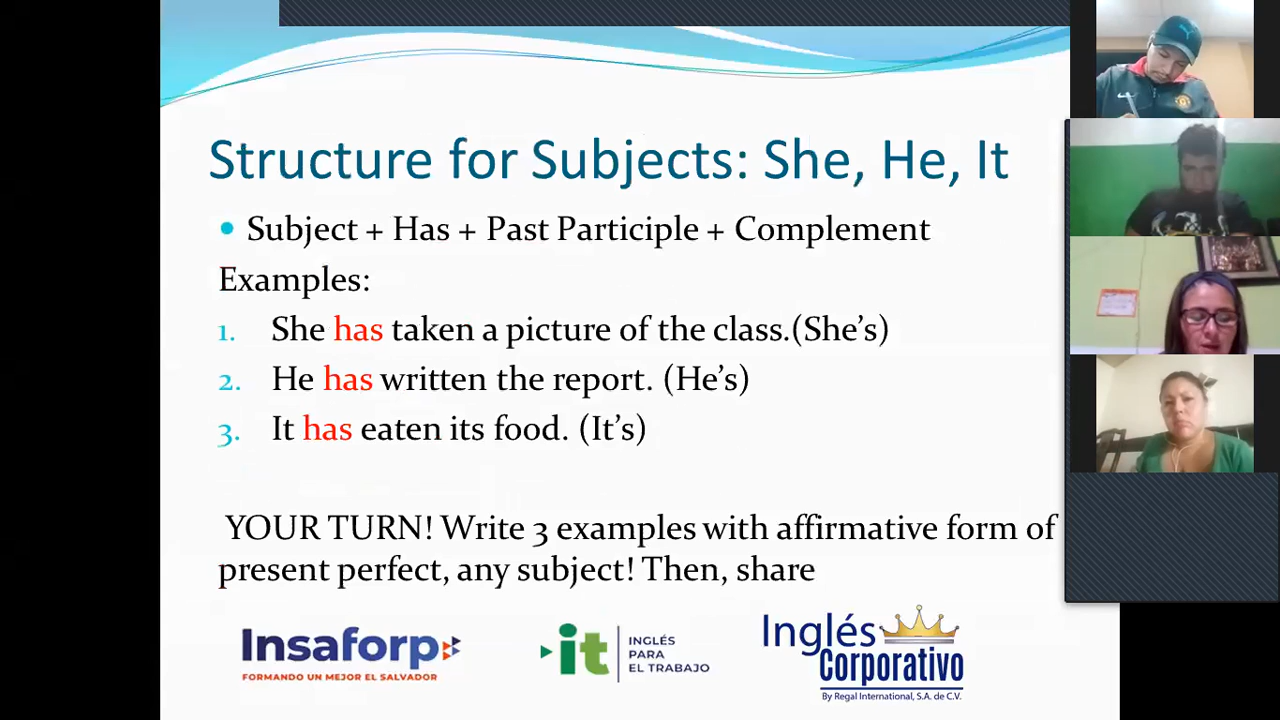 Structure for Subjects: She, He, It
• Subject + Has + Past Participle + Complement
Examples:
1. She has taken a picture of the class.(She’s)
2. He has written the report. (He’s)
3. It has eaten its food. (It’s)
YOUR TURN! Write 3 examples with affirmative form of
present perfect, any subject! Then, share
Insaforp
FORMANDO UN MEJOR EL SALVADOR
it
INGLÉS
PARA
EL TRABAJO
Inglés
Corporativo
By Regal International, S.A. de C.V.